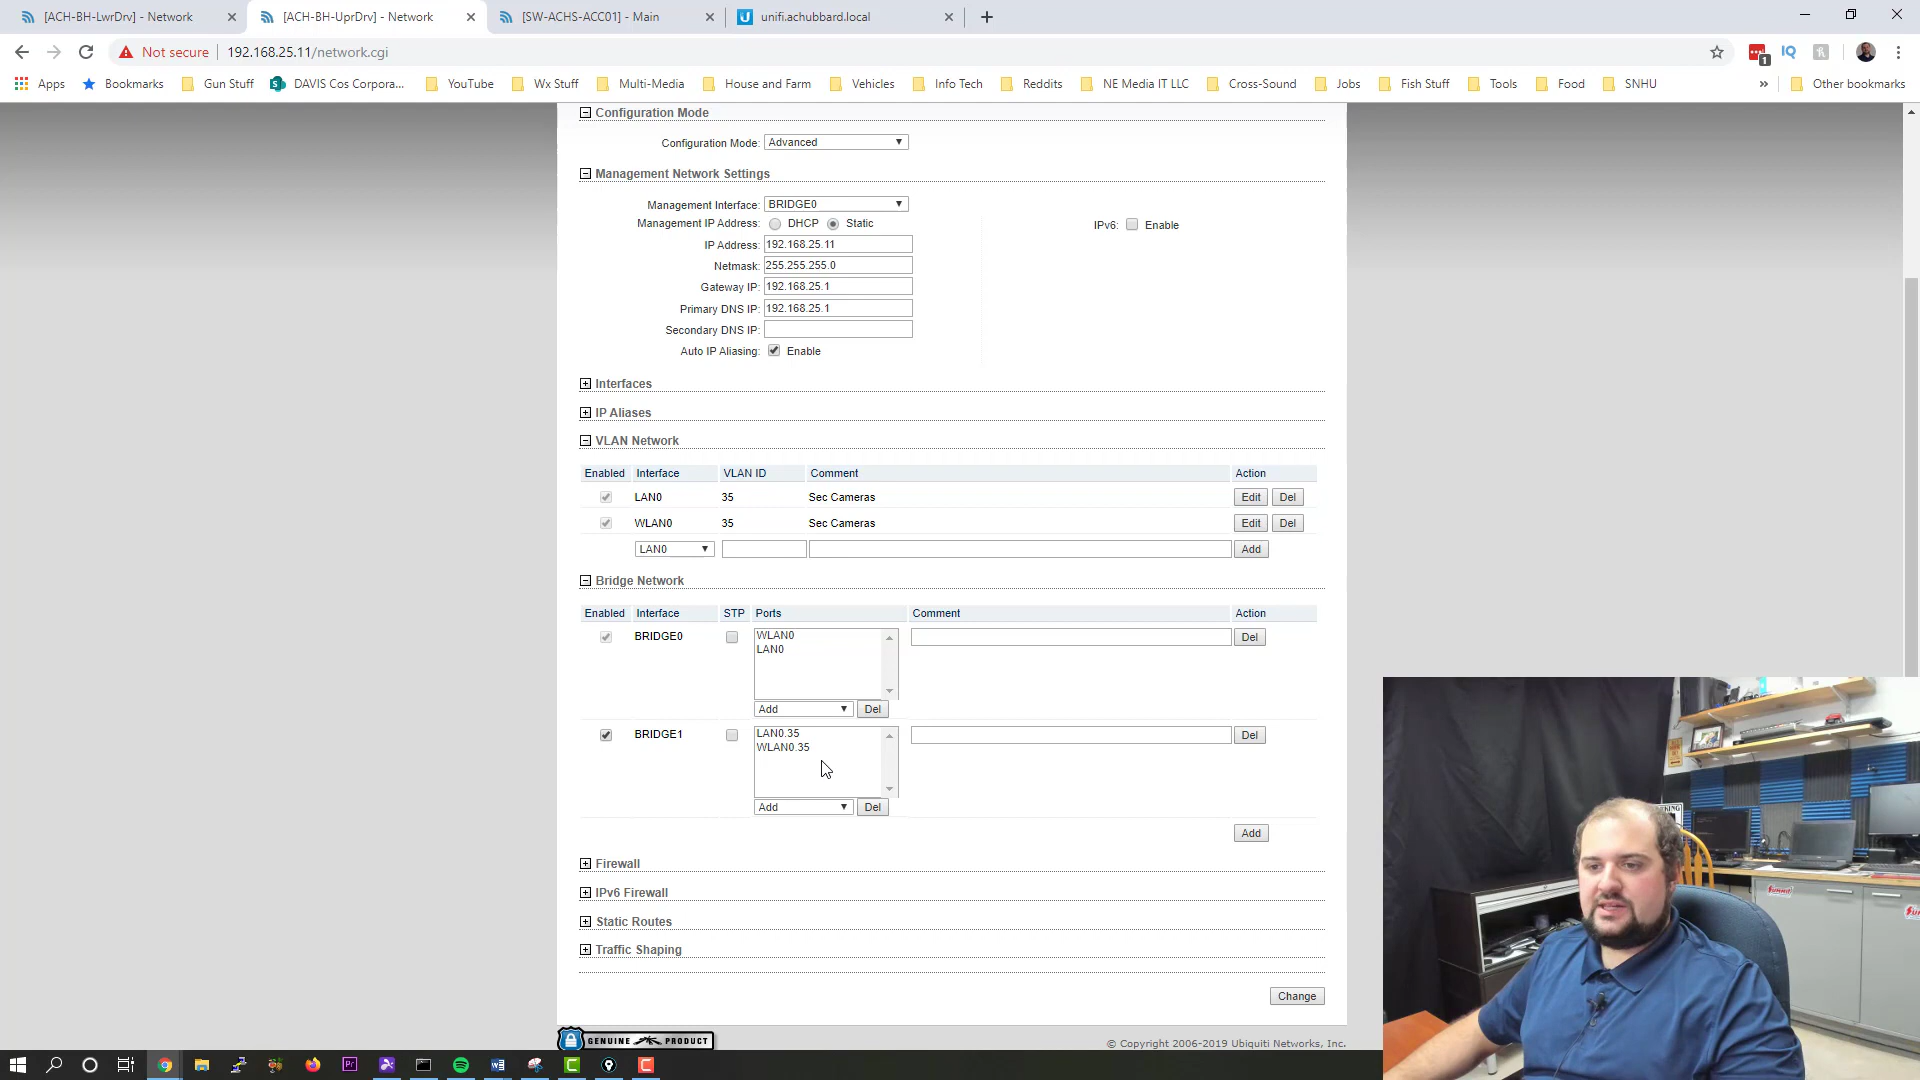 [ACH-BH-LwrDrv] - Network
[ACH-BH-UprDrv] - Network
[SW-ACHS-ACC01] - Main
unifi.achubbard.local
Not secure
192.168.25.11/network.cgi
1
Apps
Bookmarks
Gun Stuff
DAVIS Cos Corpora...
YouTube
Wx Stuff
Multi-Media
House and Farm
Vehicles
Info Tech
Reddits
NE Media IT LLC
Cross-Sound
Jobs
Fish Stuff
Tools
Food
SNHU
»
Other bookmarks
Configuration Mode
Configuration Mode: Advanced
Management Network Settings
Management Interface: BRIDGE0
Management IP Address: DHCP Static
IPv6: Enable
IP Address: 192.168.25.11
Netmask: 255.255.255.0
Gateway IP: 192.168.25.1
Primary DNS IP: 192.168.25.1
Secondary DNS IP:
Auto IP Aliasing: Enable
Interfaces
IP Aliases
VLAN Network
Enabled Interface VLAN ID Comment Action
LAN0 35 Sec Cameras Edit Del
WLAN0 35 Sec Cameras Edit Del
LAN0 Add
Bridge Network
Enabled Interface STP Ports Comment Action
BRIDGE0 WLAN0 Del
LAN0
Add Del
BRIDGE1 LAN0.35 Del
WLAN0.35
Add Del
Add
Firewall
IPv6 Firewall
Static Routes
Traffic Shaping
Change
GENUINE PRODUCT
© Copyright 2006-2019 Ubiquiti Networks, Inc.